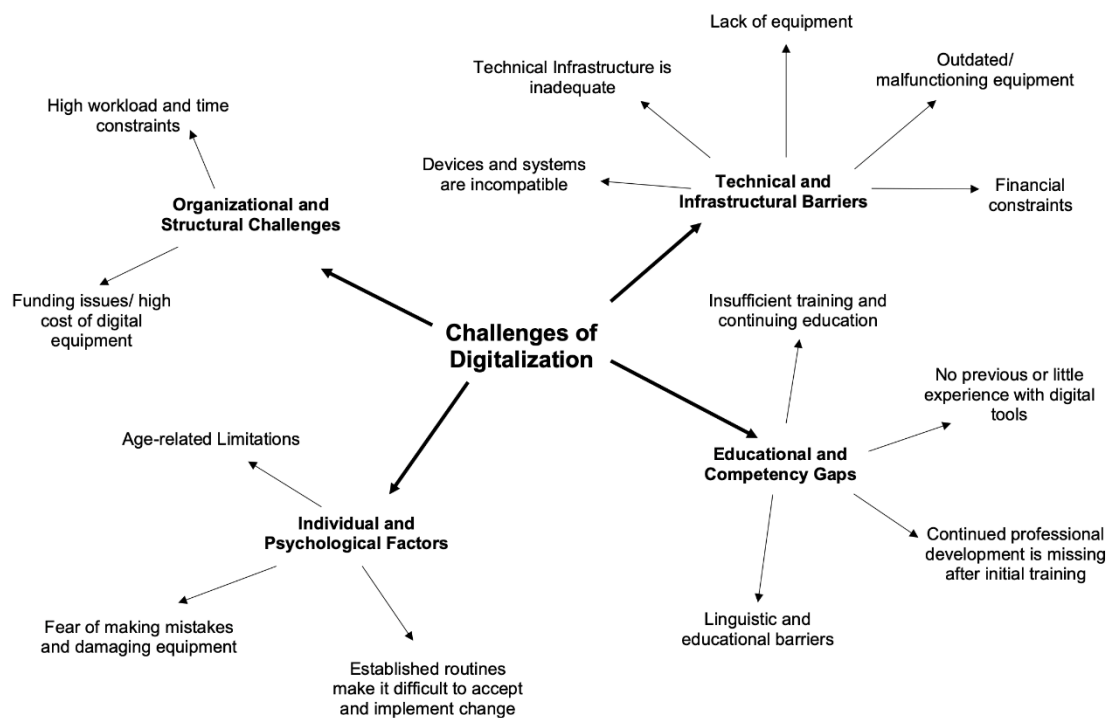 Lack of equipment
Technical Infrastructure is
inadequate
Outdated/
malfunctioning equipment
High workload and time
constraints
Devices and systems
are incompatible
Technical and
Infrastructural Barriers
Financial
constraints
Organizational and
Structural Challenges
Funding issues/ high
cost of digital
equipment
Insufficient training and
continuing education
Challenges of
Digitalization
No previous or little
experience with digital
tools
Age-related Limitations
Educational and
Competency Gaps
Individual and
Psychological Factors
Continued professional
development is missing
after initial training
Fear of making mistakes
and damaging equipment
Linguistic and
educational barriers
Established routines
make it difficult to accept
and implement change